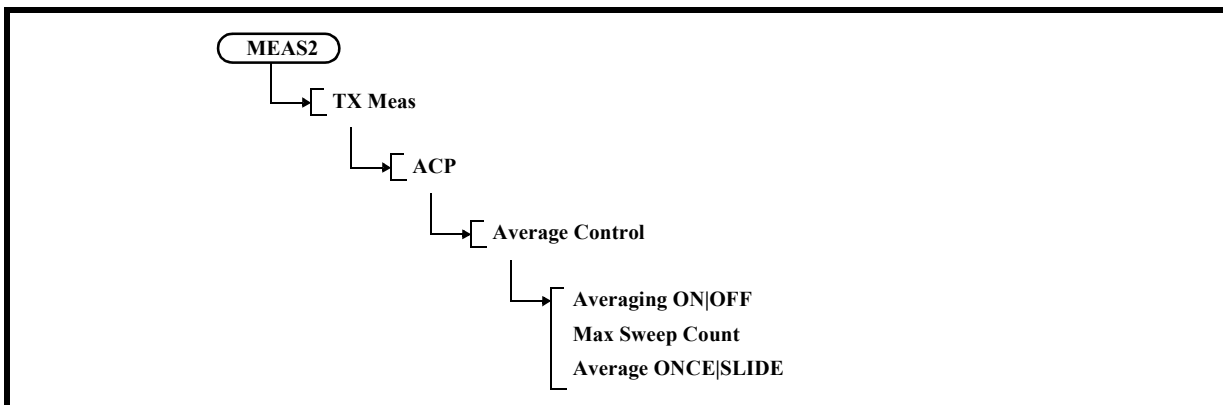 MEAS2
TX Meas
ACP
Average Control
Averaging ON|OFF
Max Sweep Count
Average ONCE|SLIDE